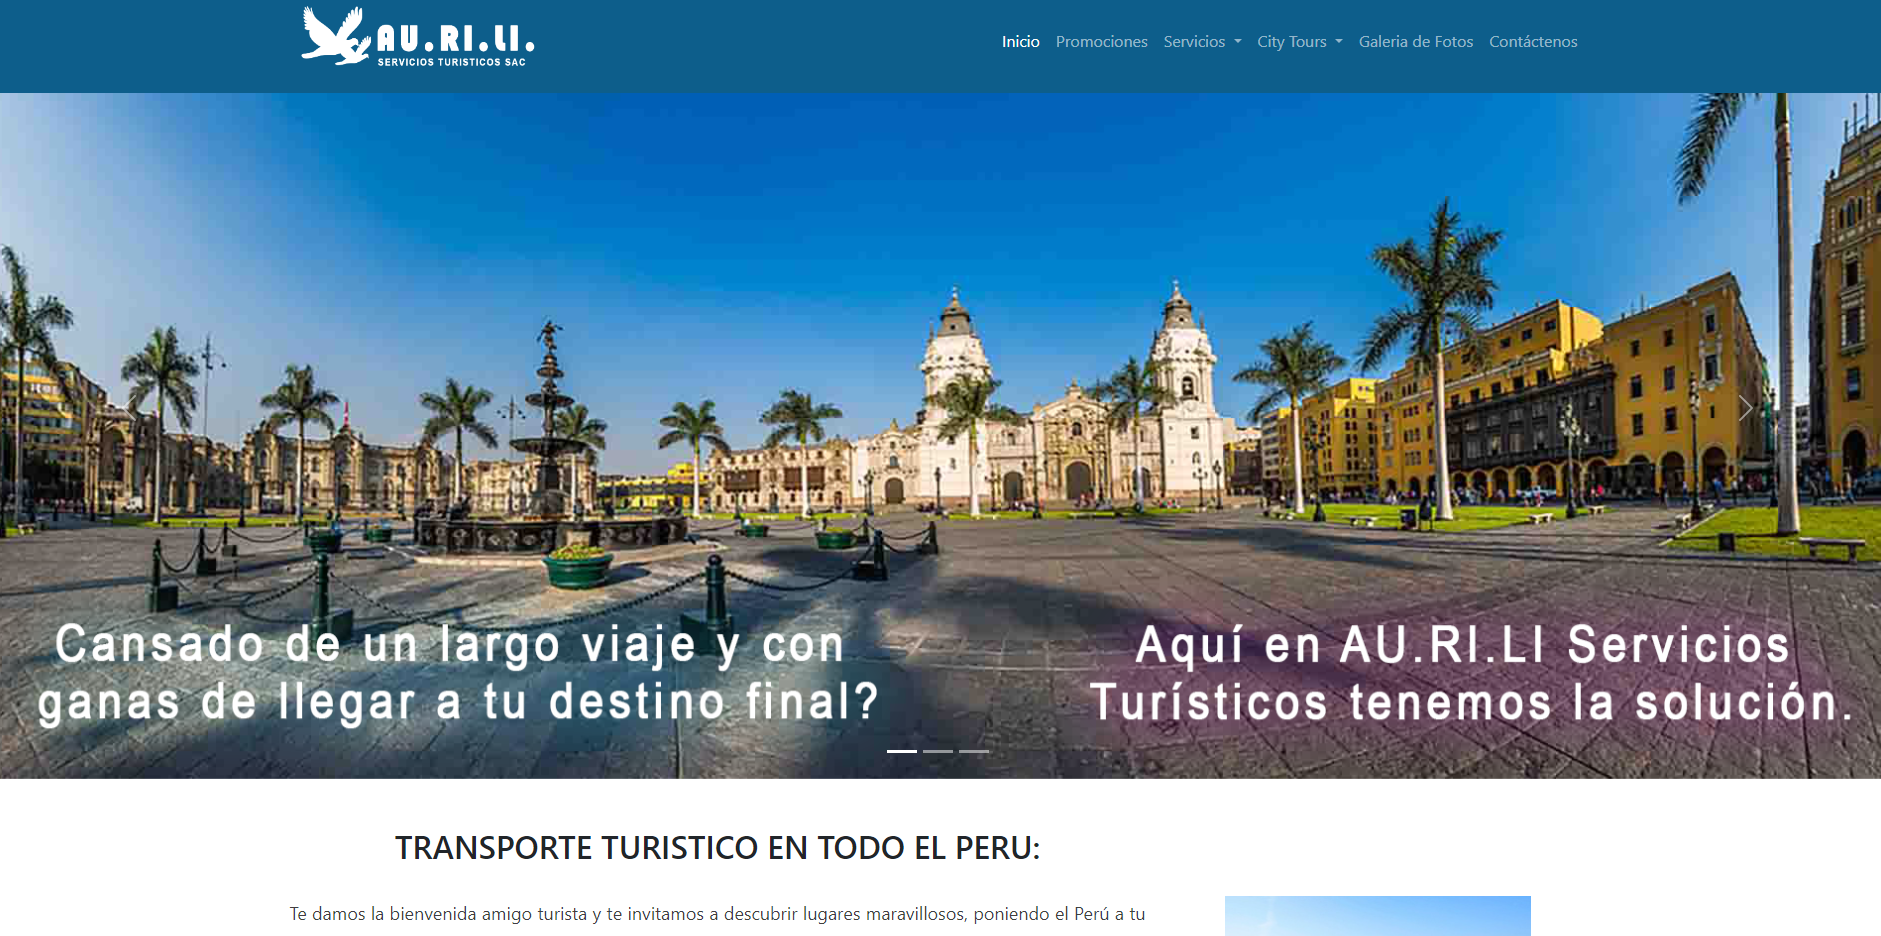 AU.RI.LI.
SERVICIOS TURISTICOS SAC
Inicio Promociones Servicios City Tours Galeria de Fotos Contáctenos
Cansado de un largo viaje y con
ganas de llegar a tu destino final?
Aquí en AU.RI.LI Servicios
Turísticos tenemos la solución.
TRANSPORTE TURISTICO EN TODO EL PERU:
Te damos la bienvenida amigo turista y te invitamos a descubrir lugares maravillosos, poniendo el Perú a tu